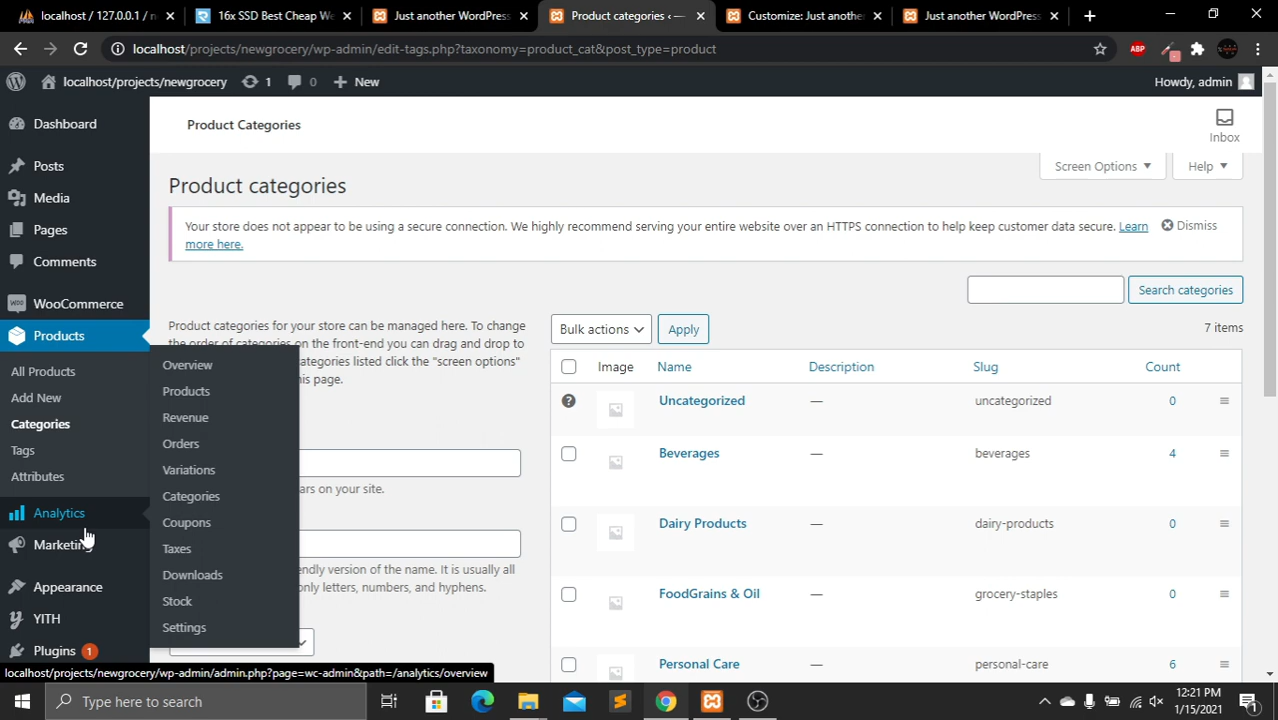 localhost / 127.0.0.1 / n
16x SSD Best Cheap We
Just another WordPress
Product categories ‹ —
Customize: Just anothe
Just another WordPress
localhost/projects/newgrocery/wp-admin/edit-tags.php?taxonomy=product_cat&post_type=product
ABP
localhost/projects/newgrocery
1
0
New
Howdy, admin
Dashboard
Posts
Media
Pages
Comments
WooCommerce
Products
All Products
Add New
Categories
Tags
Attributes
Analytics
Marketing
Appearance
YITH
Plugins 1
Overview
Products
Revenue
Orders
Variations
Categories
Coupons
Taxes
Downloads
Stock
Settings
Product Categories
Inbox
Screen Options
Help
Product categories
Your store does not appear to be using a secure connection. We highly recommend serving your entire website over an HTTPS connection to help keep customer data secure. Learn
more here.
Dismiss
Search categories
Product categories for your store can be managed here. To change
the order of categories on the front-end you can drag and drop to
ategories listed click the "screen options"
is page.
ars on your site.
endly version of the name. It is usually all
only letters, numbers, and hyphens.
Bulk actions
Apply
7 items
Image Name Description Slug Count
Uncategorized — uncategorized 0
Beverages — beverages 4
Dairy Products — dairy-products 0
FoodGrains & Oil — grocery-staples 0
Personal Care — personal-care 6
localhost/projects/newgrocery/wp-admin/admin.php?page=wc-admin&path=/analytics/overview
Type here to search
12:21 PM
1/15/2021
1